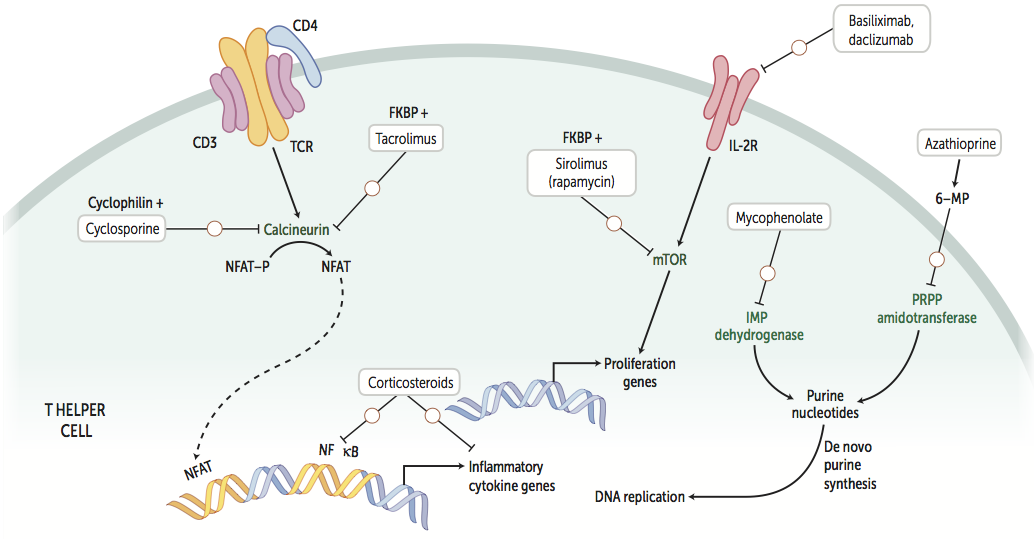 CD4
CD3
TCR
Basiliximab,
daclizumab
IL-2R
FKBP +
Tacrolimus
FKBP +
Sirolimus
(rapamycin)
Azathioprine
6–MP
Cyclophilin +
Cyclosporine
Calcineurin
NFAT–P
NFAT
mTOR
Mycophenolate
IMP
dehydrogenase
PRPP
amidotransferase
Proliferation
genes
Corticosteroids
Purine
nucleotides
T HELPER
CELL
NFAT
NF κB
Inflammatory
cytokine genes
De novo
purine
synthesis
DNA replication